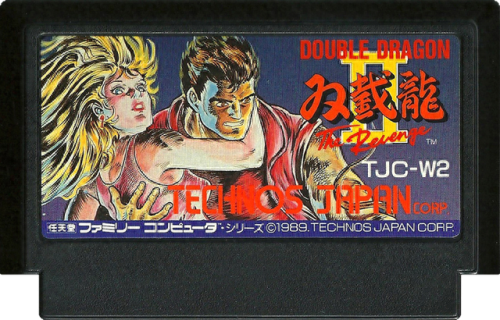 DOUBLE DRAGON
II
双截龍
The Revenge™
TJC-W2
TECHNOS JAPAN CORP.
任天堂 ファミリー コンピュータ・シリーズ ©1989.TECHNOS JAPAN CORP.